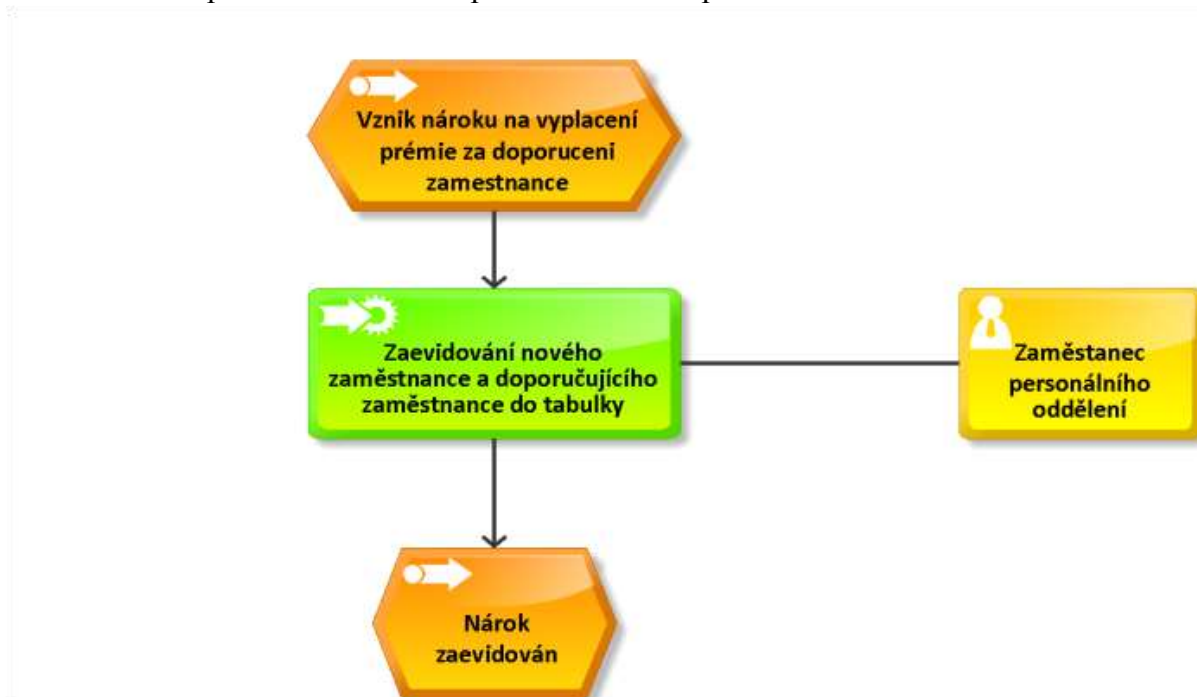 Vznik nároku na vyplacení
prémie za doporuceni
zamestnance
Zaevidování nového
zaměstnance a doporučujícího
zaměstnance do tabulky
Zaměstanec
personálního
oddělení
Nárok
zaevidován